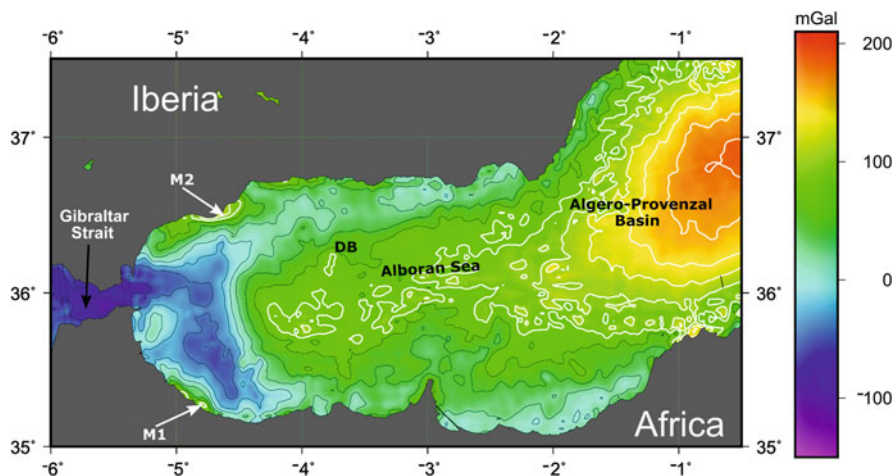 mGal
−6 −5 −4 −3 −2 −1
Iberia
37°
M2
Gibraltar
Strait
Algero-Provenzal
Basin
DB
Alboran Sea
36°
M1
Africa
35°
−6 −5 −4 −3 −2 −1
37°
36°
35°
200
100
0
−100